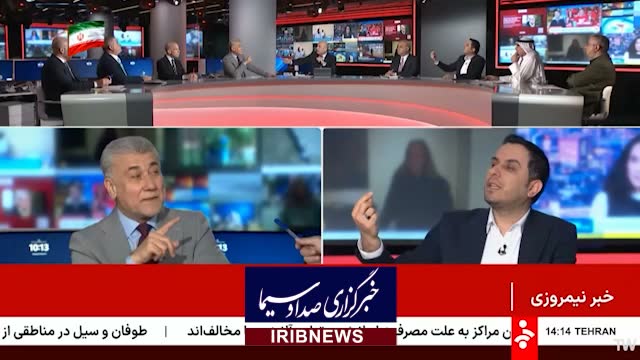 10:13
خبرگزاری صدا و سیما
IRIBNEWS
خبر نیمروزی
ن مراکز به علت مصرف
ا مخالف‌اند | طوفان و سیل در مناطقی از
14:14 TEHRAN
TW